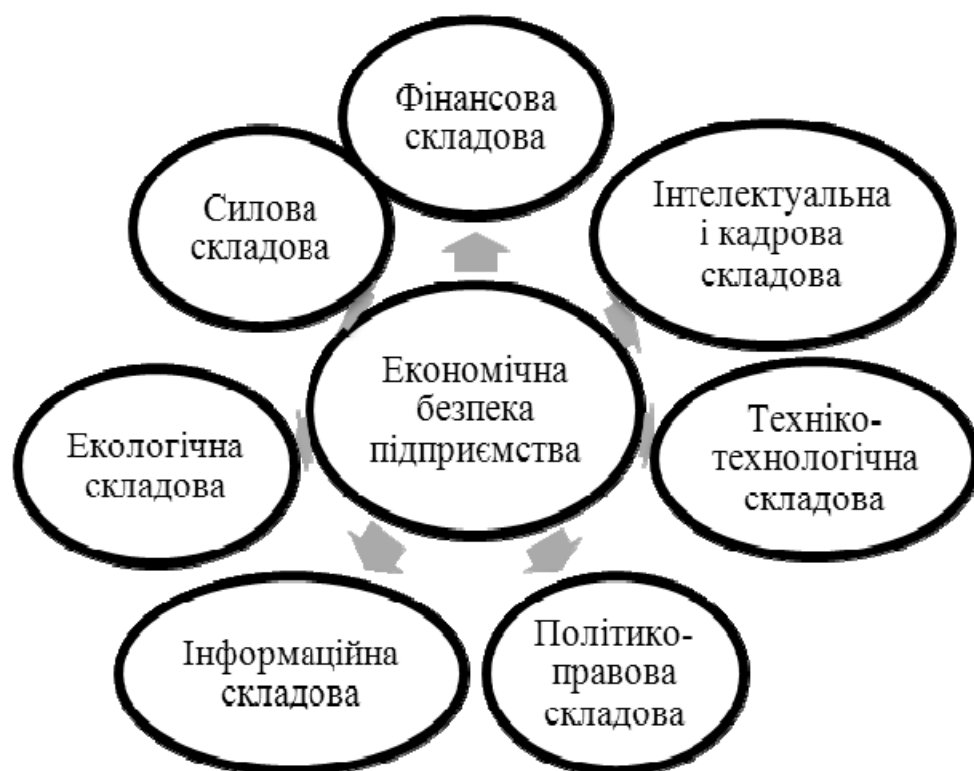 Фінансова
складова
Інтелектуальна
і кадрова
складова
Техніко-
технологічна
складова
Політико-
правова
складова
Інформаційна
складова
Екологічна
складова
Силова
складова
Економічна
безпека
підприємства